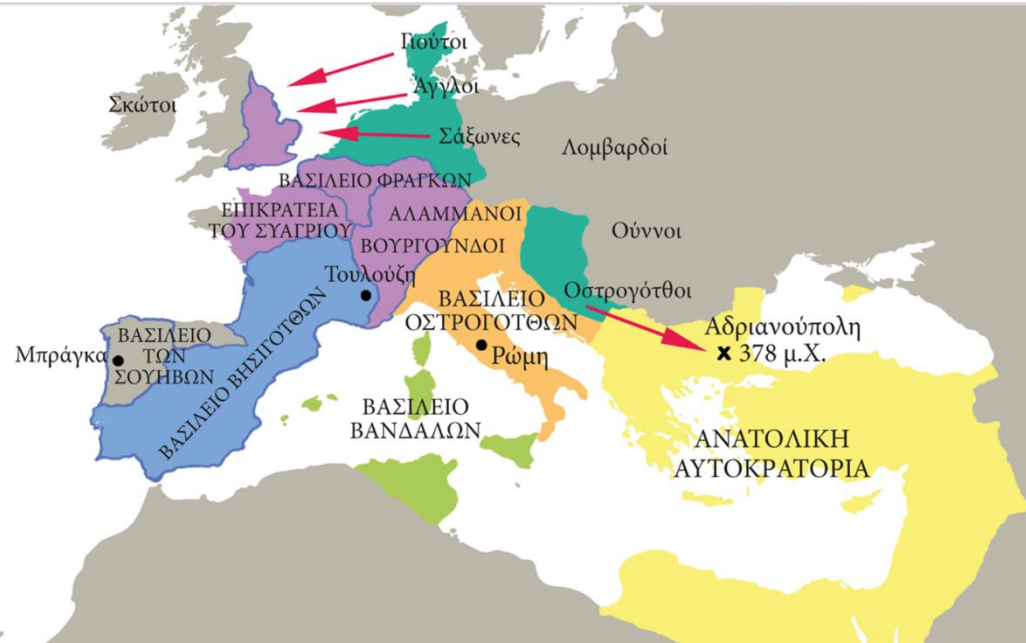 Γιούτοι
Άγγλοι
Σκώτοι
Σάξωνες
Λομβαρδοί
ΒΑΣΙΛΕΙΟ ΦΡΑΓΚΩΝ
ΕΠΙΚΡΑΤΕΙΑ
ΤΟΥ ΣΥΑΓΡΙΟΥ
ΑΛΑΜΜΑΝΟΙ
ΒΟΥΡΓΟΥΝΔΟΙ
Ούννοι
Τουλούζη
Οστρογότθοι
ΒΑΣΙΛΕΙΟ
ΟΣΤΡΟΓΟΤΘΩΝ
Αδριανούπολη
378 μ.Χ.
Ρώμη
Μπράγκα
ΒΑΣΙΛΕΙΟ
ΤΩΝ
ΣΟΥΗΒΩΝ
ΒΑΣΙΛΕΙΟ ΒΗΣΙΓΟΤΘΩΝ
ΒΑΣΙΛΕΙΟ
ΒΑΝΔΑΛΩΝ
ΑΝΑΤΟΛΙΚΗ
ΑΥΤΟΚΡΑΤΟΡΙΑ